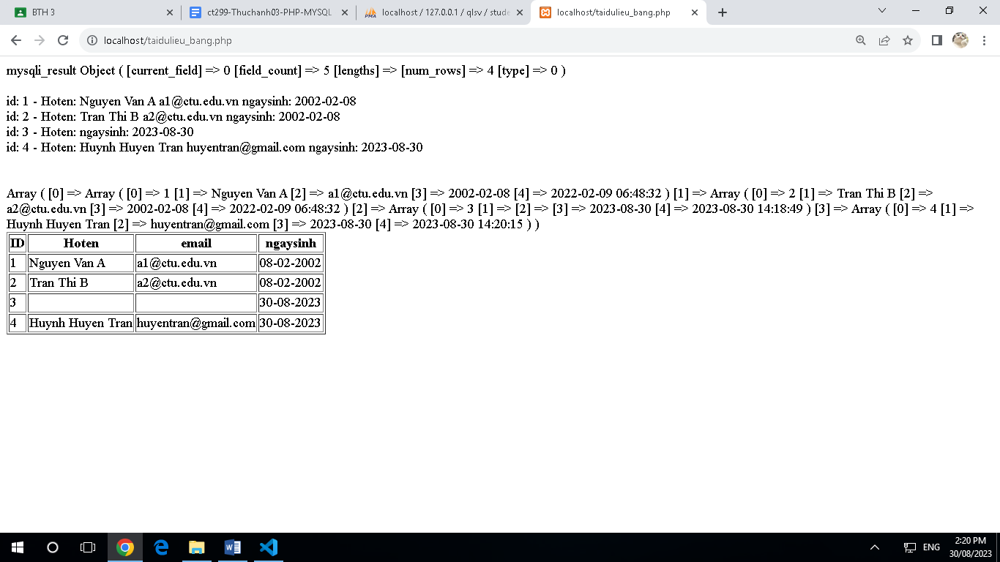 BTH 3
ct299-Thuchanh03-PHP-MYSQL
localhost / 127.0.0.1 / qlsv / stude
localhost/taidulieu_bang.php
localhost/taidulieu_bang.php
mysqli_result Object ( [current_field] => 0 [field_count] => 5 [lengths] => [num_rows] => 4 [type] => 0 )
id: 1 - Hoten: Nguyen Van A a1@ctu.edu.vn ngaysinh: 2002-02-08
id: 2 - Hoten: Tran Thi B a2@ctu.edu.vn ngaysinh: 2002-02-08
id: 3 - Hoten: ngaysinh: 2023-08-30
id: 4 - Hoten: Huynh Huyen Tran huyentran@gmail.com ngaysinh: 2023-08-30
Array ( [0] => Array ( [0] => 1 [1] => Nguyen Van A [2] => a1@ctu.edu.vn [3] => 2002-02-08 [4] => 2022-02-09 06:48:32 ) [1] => Array ( [0] => 2 [1] => Tran Thi B [2] =>
a2@ctu.edu.vn [3] => 2002-02-08 [4] => 2022-02-09 06:48:32 ) [2] => Array ( [0] => 3 [1] => [2] => [3] => 2023-08-30 [4] => 2023-08-30 14:18:49 ) [3] => Array ( [0] => 4 [1] =>
Huynh Huyen Tran [2] => huyentran@gmail.com [3] => 2023-08-30 [4] => 2023-08-30 14:20:15 ) )
ID Hoten email ngaysinh
1 Nguyen Van A a1@ctu.edu.vn 08-02-2002
2 Tran Thi B a2@ctu.edu.vn 08-02-2002
3 30-08-2023
4 Huynh Huyen Tran huyentran@gmail.com 30-08-2023
ENG
2:20 PM
30/08/2023